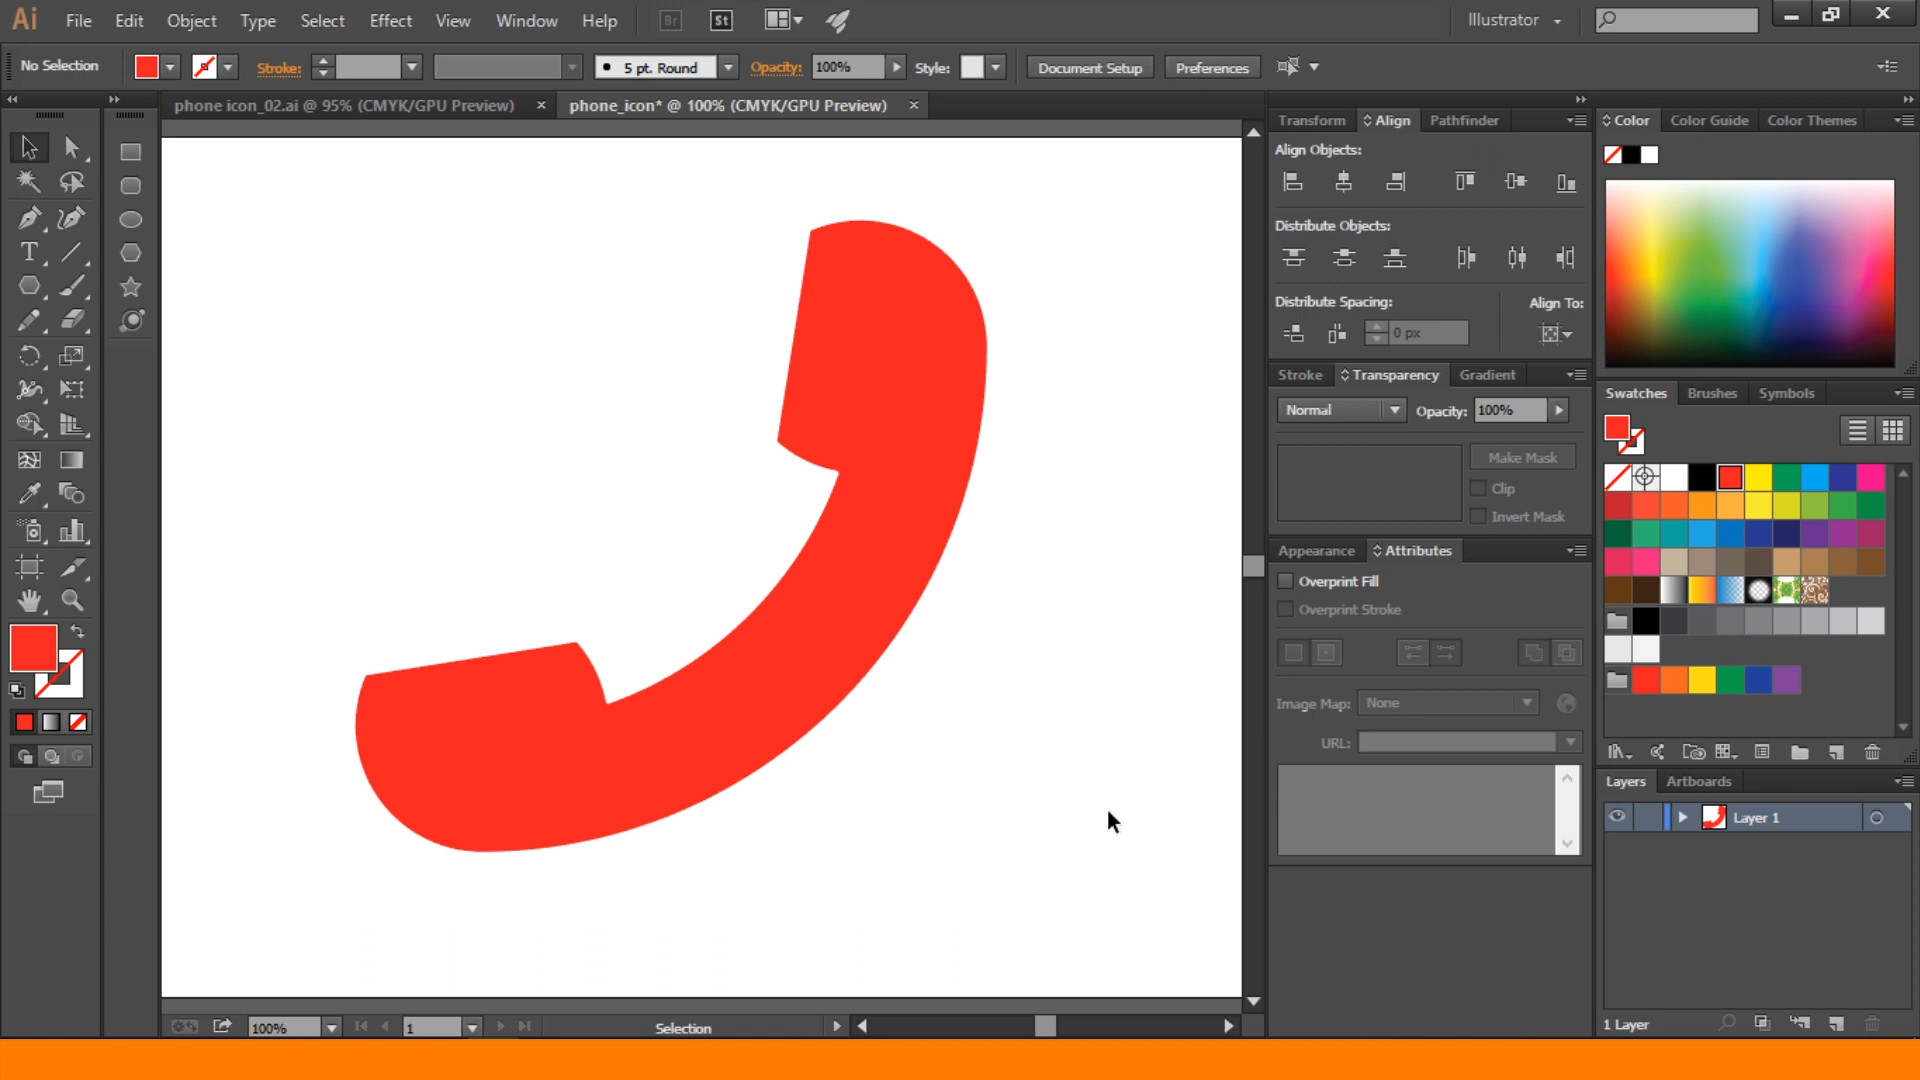 Ai File Edit Object Type Select Effect View Window Help Br St Illustrator
No Selection Stroke: 5 pt. Round Opacity: 100% Style: Document Setup Preferences
phone icon_02.ai @ 95% (CMYK/GPU Preview) phone_icon* @ 100% (CMYK/GPU Preview)
Transform Align Pathfinder
Align Objects:
Distribute Objects:
Distribute Spacing: Align To:
0 px
Stroke Transparency Gradient
Normal Opacity: 100%
Make Mask
Clip
Invert Mask
Appearance Attributes
Overprint Fill
Overprint Stroke
Image Map: None
URL:
Color Color Guide Color Themes
Swatches Brushes Symbols
Layers Artboards
Layer 1
1 Layer
T
100% 1 Selection